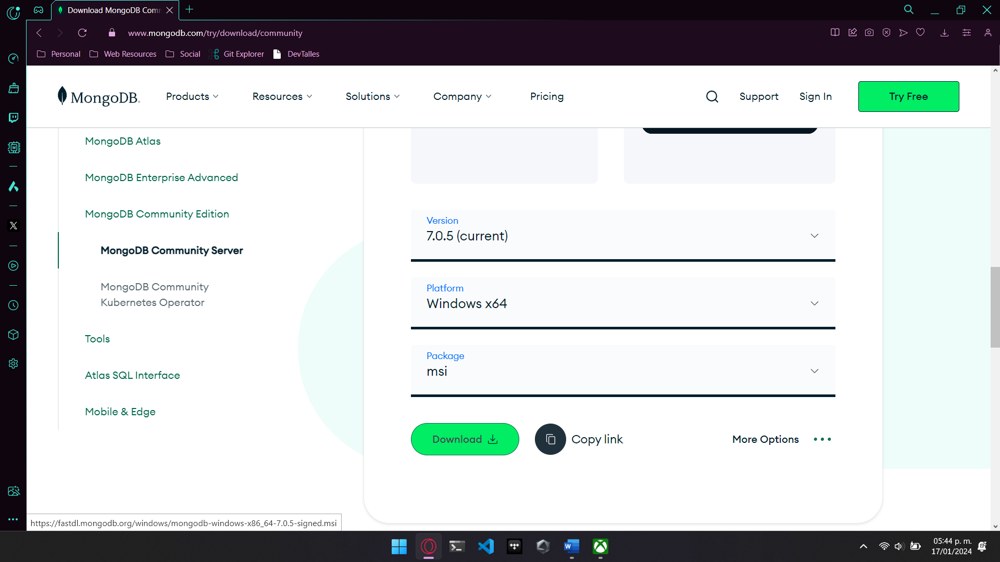 Download MongoDB Com
www.mongodb.com/try/download/community
Personal
Web Resources
Social
Git Explorer
DevTalles
MongoDB
Products
Resources
Solutions
Company
Pricing
Support
Sign In
Try Free
MongoDB Atlas
MongoDB Enterprise Advanced
MongoDB Community Edition
MongoDB Community Server
MongoDB Community
Kubernetes Operator
Tools
Atlas SQL Interface
Mobile & Edge
Version
7.0.5 (current)
Platform
Windows x64
Package
msi
Download
Copy link
More Options
https://fastdl.mongodb.org/windows/mongodb-windows-x86_64-7.0.5-signed.msi
05:44 p. m.
17/01/2024